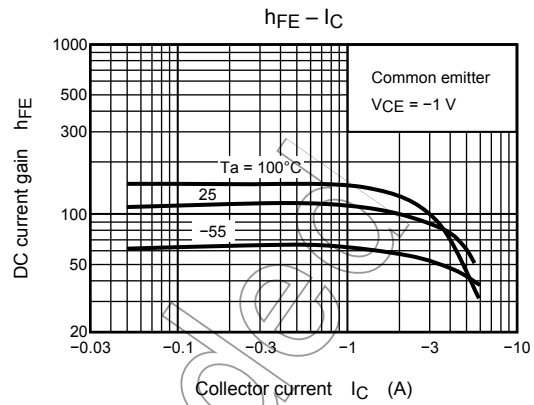 hFE – IC
1000
500
300
100
50
20
DC current gain hFE
Common emitter
VCE = −1 V
Ta = 100°C
25
−55
−0.03
−0.1
−0.3
−1
−3
−10
Collector current IC (A)